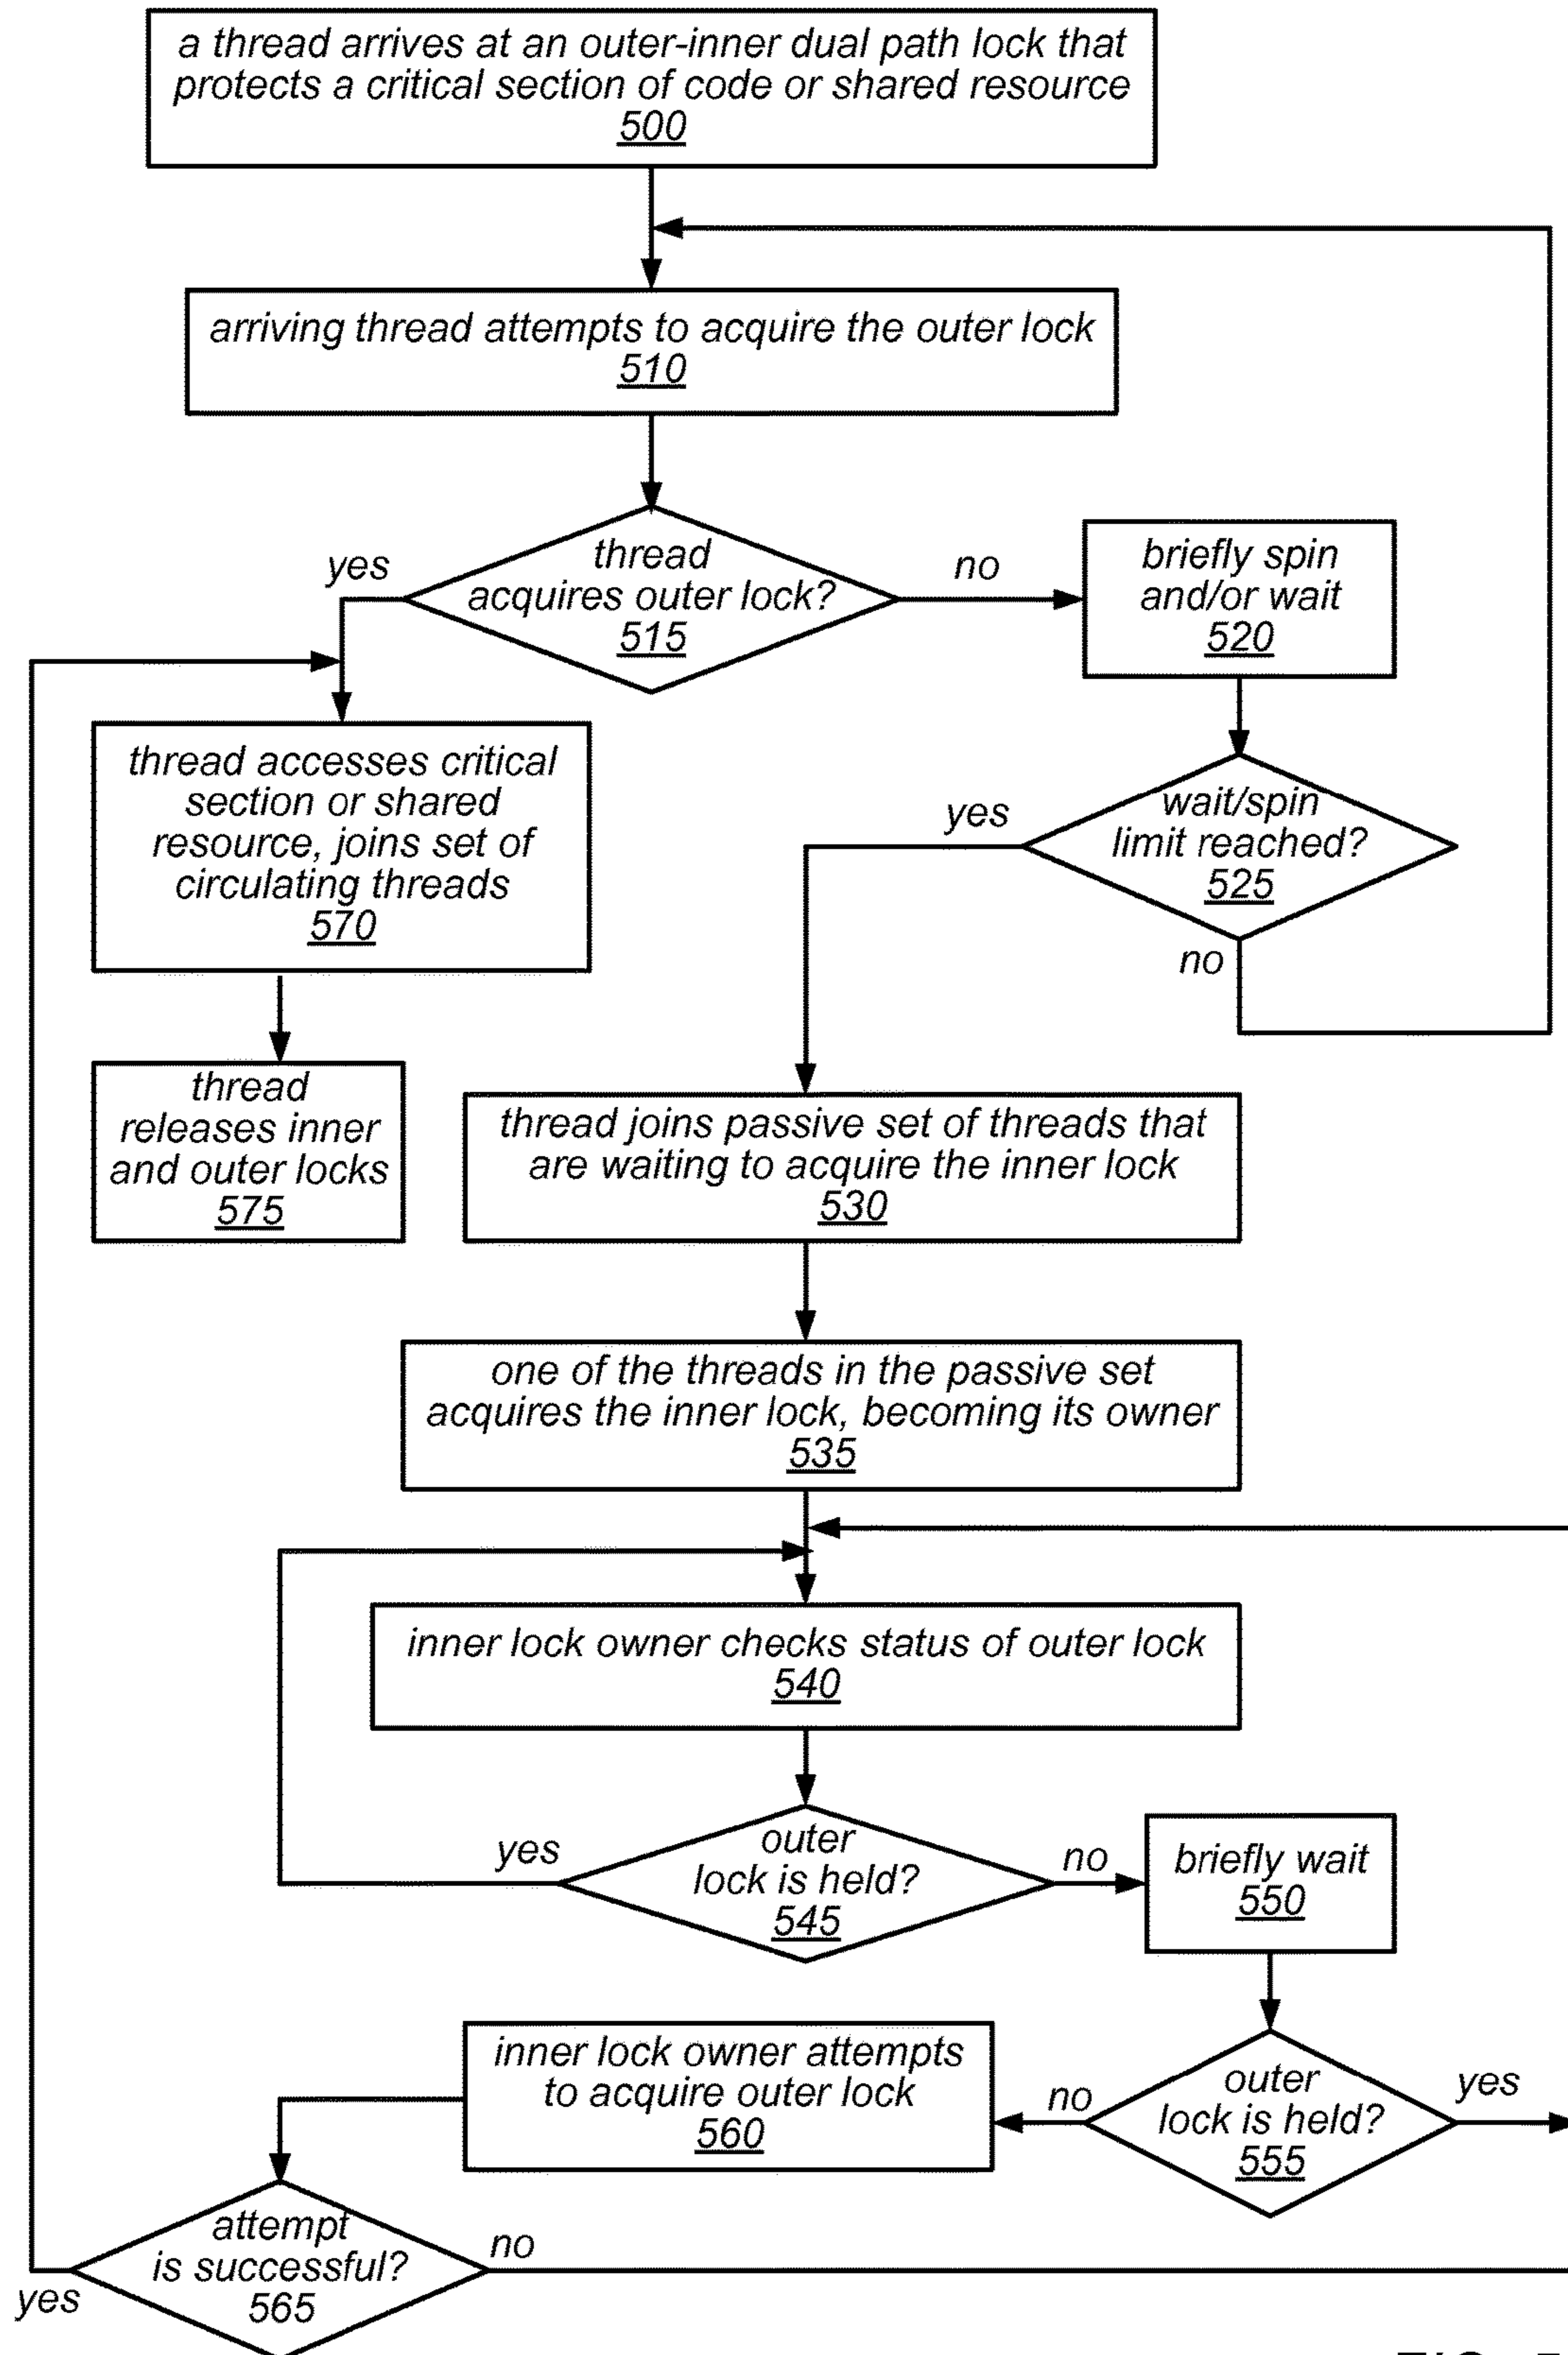 a thread arrives at an outer-inner dual path lock that
protects a critical section of code or shared resource
500
arriving thread attempts to acquire the outer lock
510
yes
thread
acquires outer lock?
515
no
briefly spin
and/or wait
520
thread accesses critical
section or shared
resource, joins set of
circulating threads
570
yes
wait/spin
limit reached?
525
no
thread
releases inner
and outer locks
575
thread joins passive set of threads that
are waiting to acquire the inner lock
530
one of the threads in the passive set
acquires the inner lock, becoming its owner
535
inner lock owner checks status of outer lock
540
yes
outer
lock is held?
545
no
briefly wait
550
inner lock owner attempts
to acquire outer lock
560
no
outer
lock is held?
555
yes
attempt
is successful?
565
no
yes